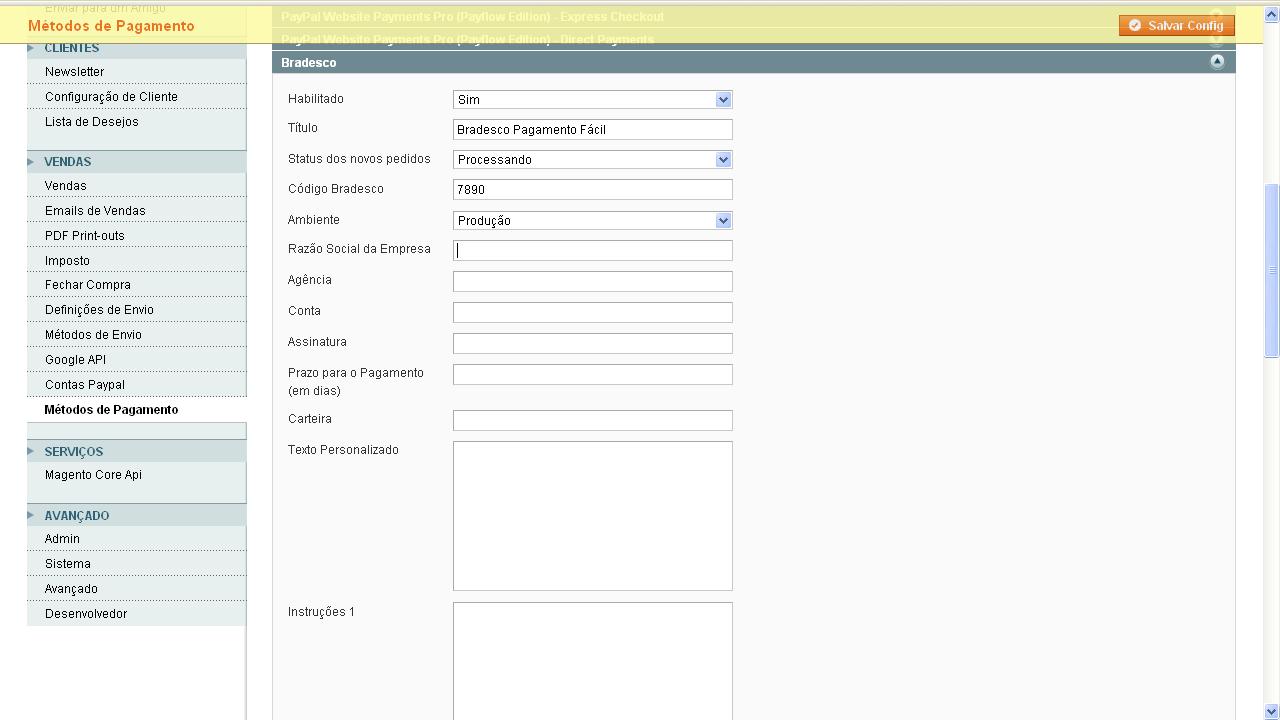 Enviar para um Amigo
Métodos de Pagamento
Salvar Config
CLIENTES
Newsletter
Configuração de Cliente
Lista de Desejos
VENDAS
Vendas
Emails de Vendas
PDF Print-outs
Imposto
Fechar Compra
Definições de Envio
Métodos de Envio
Google API
Contas Paypal
Métodos de Pagamento
SERVIÇOS
Magento Core Api
AVANÇADO
Admin
Sistema
Avançado
Desenvolvedor
PayPal Website Payments Pro (Payflow Edition) - Express Checkout
PayPal Website Payments Pro (Payflow Edition) - Direct Payments
Bradesco
Habilitado Sim
Título Bradesco Pagamento Fácil
Status dos novos pedidos Processando
Código Bradesco 7890
Ambiente Produção
Razão Social da Empresa
Agência
Conta
Assinatura
Prazo para o Pagamento
(em dias)
Carteira
Texto Personalizado
Instruções 1